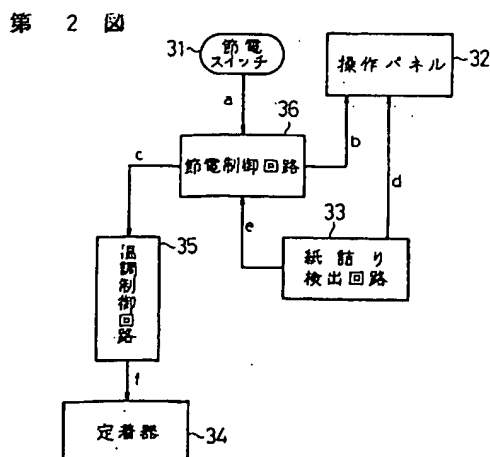 第 2 図
31
節電
スイッチ
操作パネル
32
a
36
節電制御回路
b
c
d
e
33
紙詰り
検出回路
35
温調制御回路
f
定着器
34